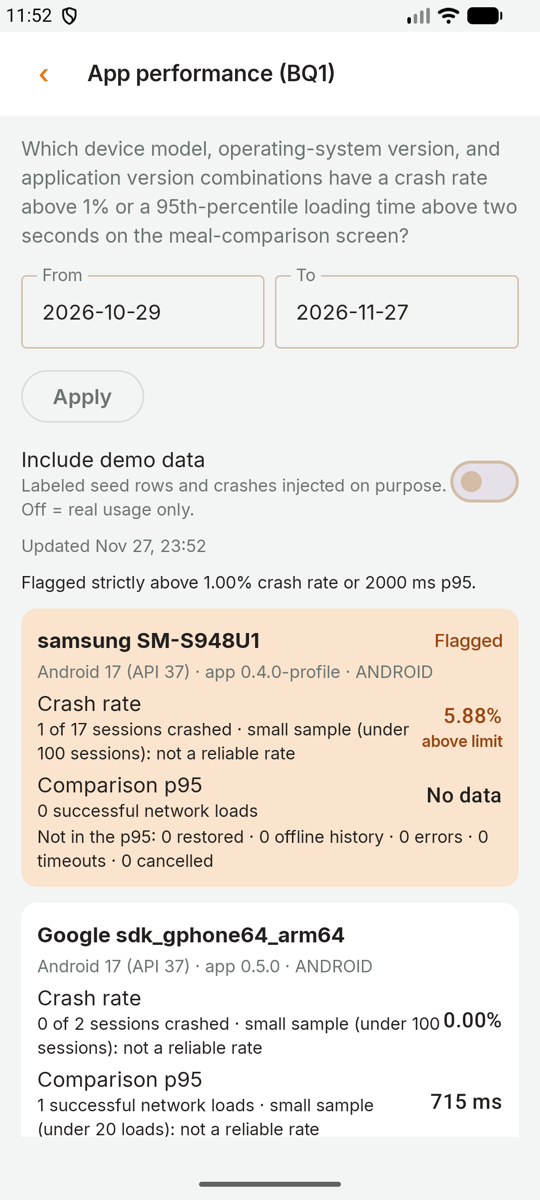 11:52
‹ App performance (BQ1)
Which device model, operating-system version, and
application version combinations have a crash rate
above 1% or a 95th-percentile loading time above two
seconds on the meal-comparison screen?
From
2026-10-29
To
2026-11-27
Apply
Include demo data
Labeled seed rows and crashes injected on purpose.
Off = real usage only.
Updated Nov 27, 23:52
Flagged strictly above 1.00% crash rate or 2000 ms p95.
samsung SM-S948U1
Flagged
Android 17 (API 37) · app 0.4.0-profile · ANDROID
Crash rate
1 of 17 sessions crashed · small sample (under
100 sessions): not a reliable rate
5.88%
above limit
Comparison p95
0 successful network loads
No data
Not in the p95: 0 restored · 0 offline history · 0 errors · 0
timeouts · 0 cancelled
Google sdk_gphone64_arm64
Android 17 (API 37) · app 0.5.0 · ANDROID
Crash rate
0 of 2 sessions crashed · small sample (under 100
sessions): not a reliable rate
0.00%
Comparison p95
1 successful network loads · small sample
(under 20 loads): not a reliable rate
715 ms